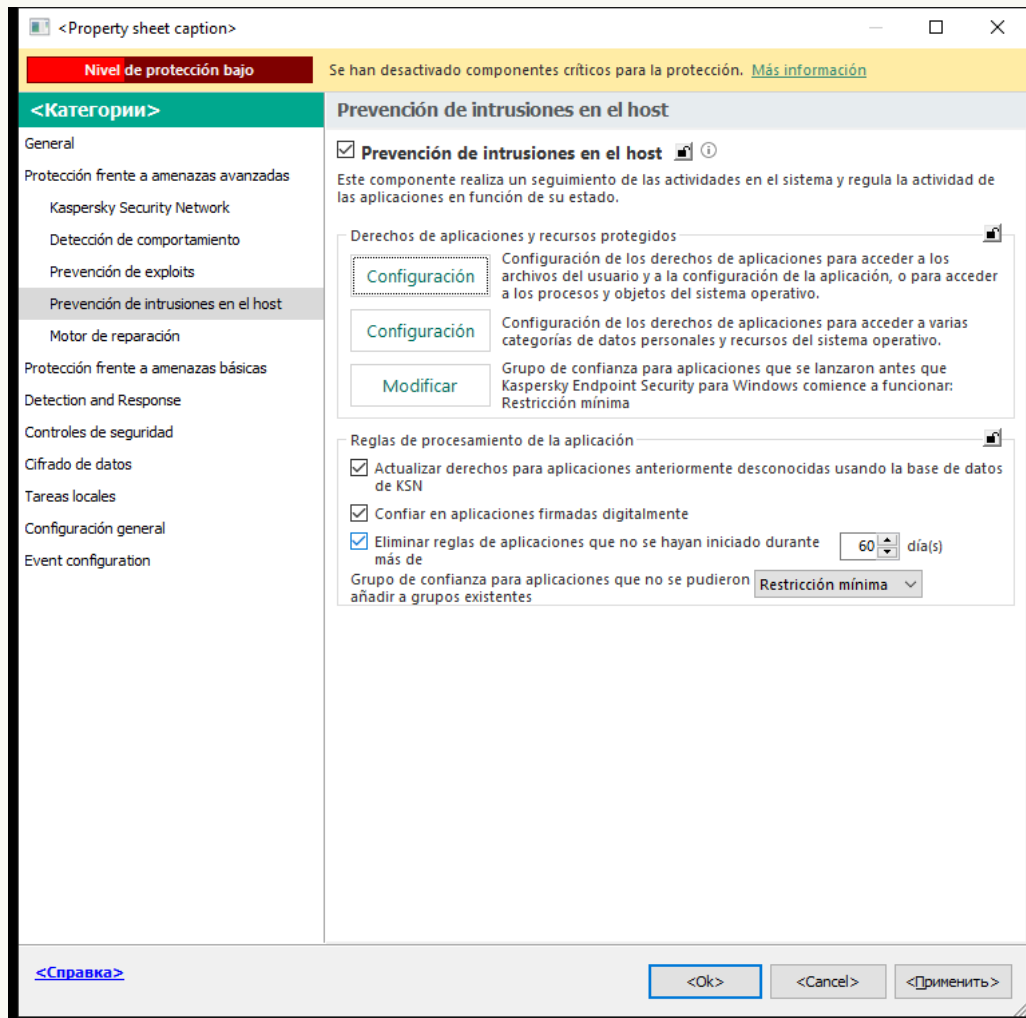 <Property sheet caption>
Nivel de protección bajo
Se han desactivado componentes críticos para la protección. Más información
<Категории>
General
Protección frente a amenazas avanzadas
Kaspersky Security Network
Detección de comportamiento
Prevención de exploits
Prevención de intrusiones en el host
Motor de reparación
Protección frente a amenazas básicas
Detection and Response
Controles de seguridad
Cifrado de datos
Tareas locales
Configuración general
Event configuration
Prevención de intrusiones en el host
Prevención de intrusiones en el host
Este componente realiza un seguimiento de las actividades en el sistema y regula la actividad de
las aplicaciones en función de su estado.
Derechos de aplicaciones y recursos protegidos
Configuración
Configuración de los derechos de aplicaciones para acceder a los
archivos del usuario y a la configuración de la aplicación, o para acceder
a los procesos y objetos del sistema operativo.
Configuración
Configuración de los derechos de aplicaciones para acceder a varias
categorías de datos personales y recursos del sistema operativo.
Modificar
Grupo de confianza para aplicaciones que se lanzaron antes que
Kaspersky Endpoint Security para Windows comience a funcionar:
Restricción mínima
Reglas de procesamiento de la aplicación
Actualizar derechos para aplicaciones anteriormente desconocidas usando la base de datos
de KSN
Confiar en aplicaciones firmadas digitalmente
Eliminar reglas de aplicaciones que no se hayan iniciado durante
más de
60 día(s)
Grupo de confianza para aplicaciones que no se pudieron
añadir a grupos existentes
Restricción mínima
<Справка>
<Ok> <Cancel> <Применить>